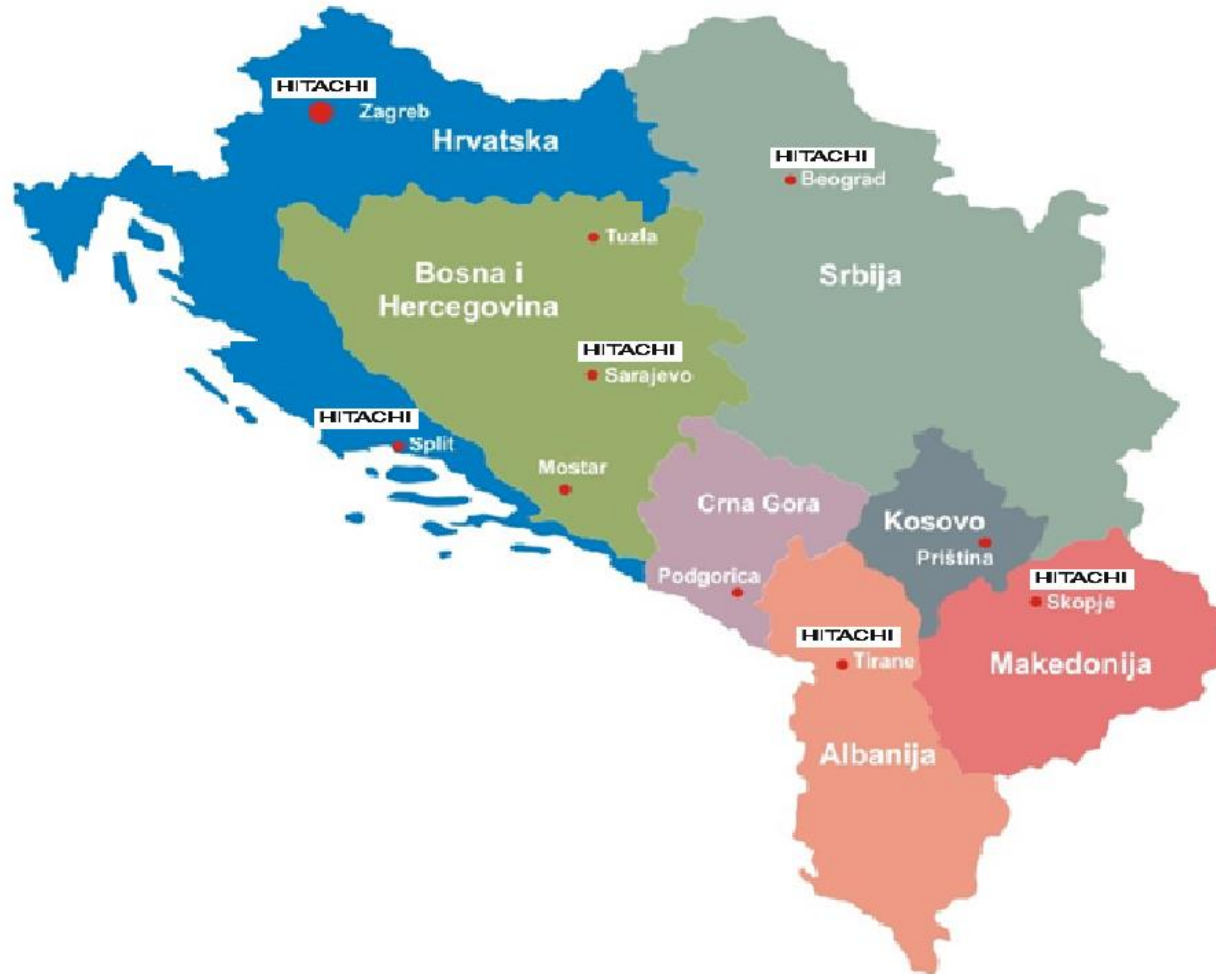 HITACHI
Zagreb
Hrvatska
HITACHI
Beograd
Tuzla
Bosna i
Hercegovina
Srbija
HITACHI
Sarajevo
HITACHI
Split
Mostar
Crna Gora
Kosovo
Priština
Podgorica
HITACHI
Skopje
HITACHI
Tirane
Makedonija
Albanija